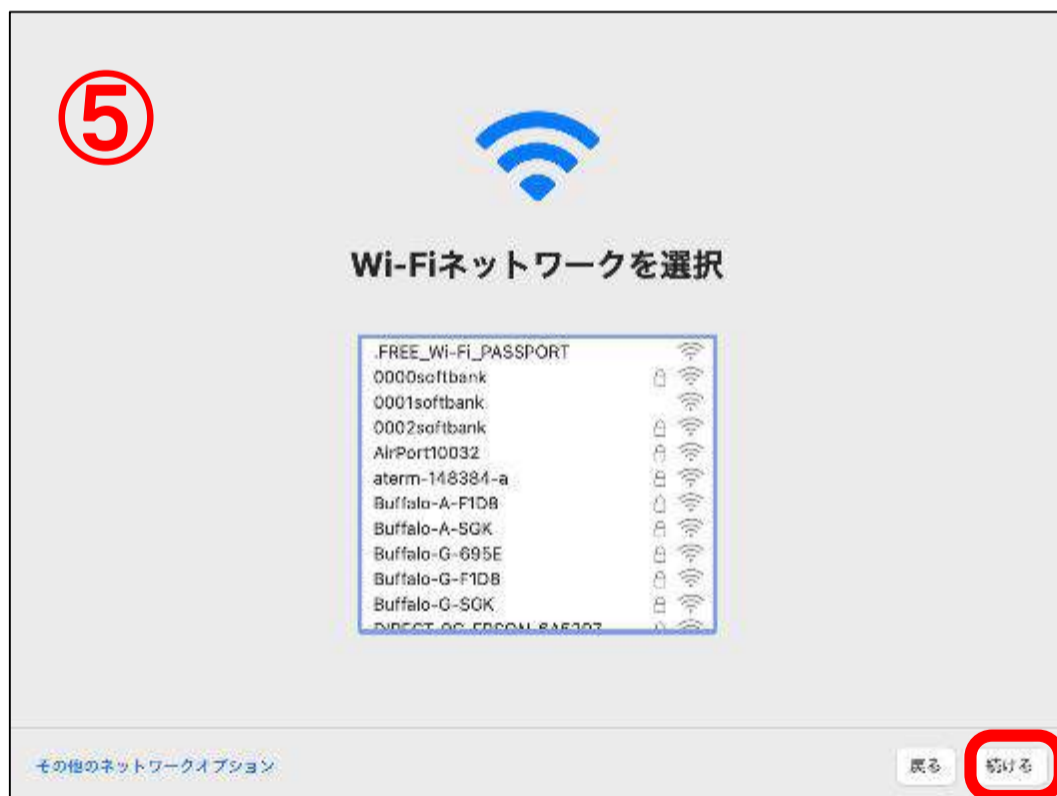 ⑤
Wi-Fiネットワークを選択
.FREE_Wi-Fi_PASSPORT
0000softbank
0001softbank
0002softbank
AirPort10032
aterm-148384-a
Buffalo-A-F1D8
Buffalo-A-SGK
Buffalo-G-695E
Buffalo-G-F1D8
Buffalo-G-SGK
その他のネットワークオプション
戻る
続ける